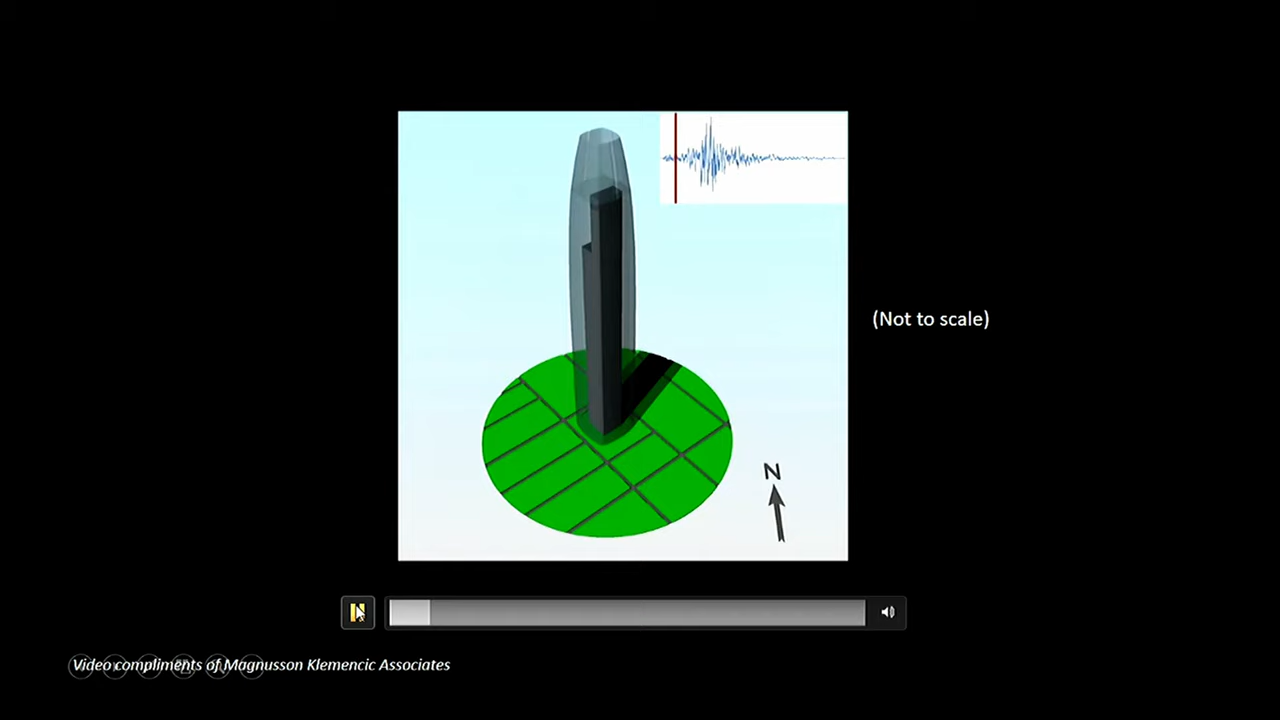 (Not to scale)
N
Video compliments of Magnusson Klemencic Associates